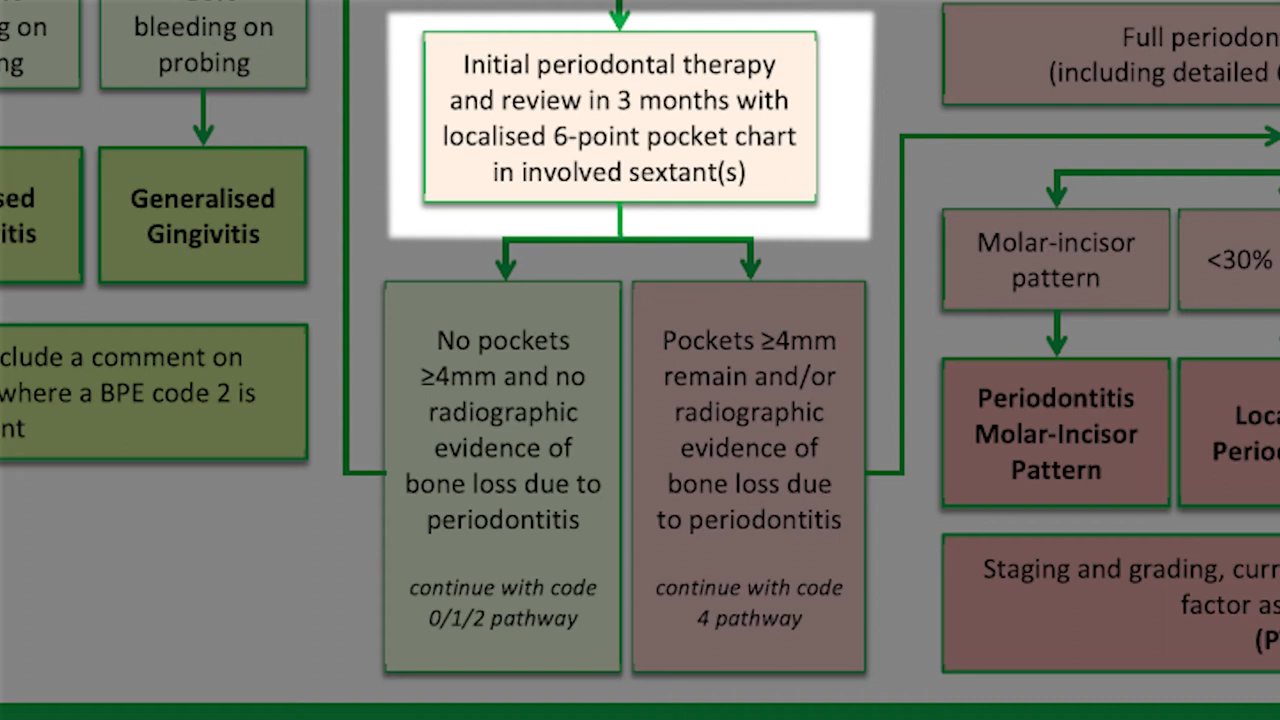 g on
ng
bleeding on
probing
sed
itis
Generalised
Gingivitis
clude a comment on
where a BPE code 2 is
nt
Initial periodontal therapy
and review in 3 months with
localised 6-point pocket chart
in involved sextant(s)
No pockets
≥4mm and no
radiographic
evidence of
bone loss due to
periodontitis
continue with code
0/1/2 pathway
Pockets ≥4mm
remain and/or
radiographic
evidence of
bone loss due
to periodontitis
continue with code
4 pathway
Full periodon
(including detailed
Molar-incisor
pattern
<30%
Periodontitis
Molar-Incisor
Pattern
Loca
Period
Staging and grading, curr
factor as
(P